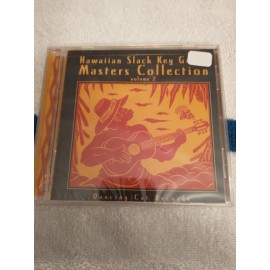 Hawaiian Slack Key G
Masters Collection
volume 2
Dancing Cat Records